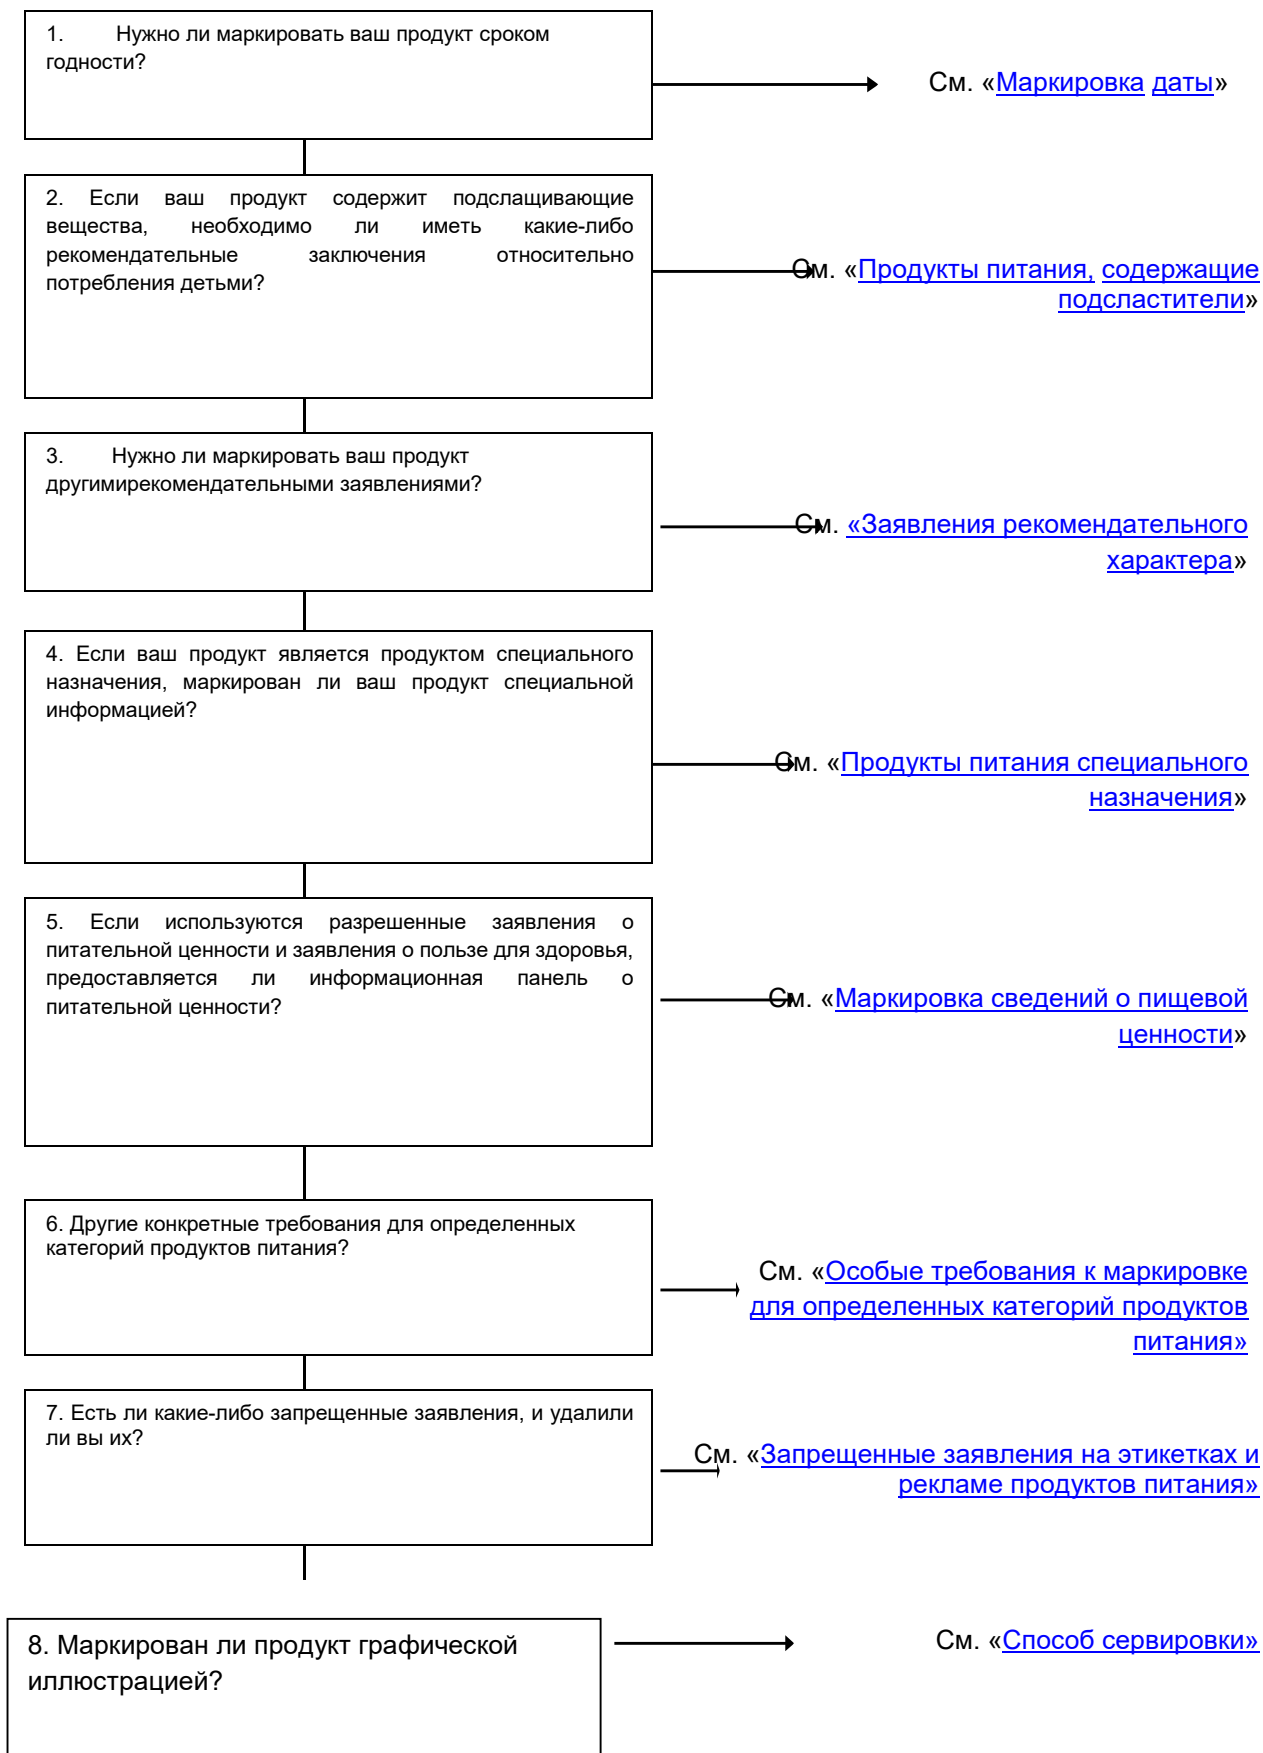 1. Нужно ли маркировать ваш продукт сроком
годности?
См. «Маркировка даты»
2. Если ваш продукт содержит подслащивающие
вещества, необходимо ли иметь какие-либо
рекомендательные заключения относительно
потребления детьми?
См. «Продукты питания, содержащие
подсластители»
3. Нужно ли маркировать ваш продукт
другимирекомендательными заявлениями?
См. «Заявления рекомендательного
характера»
4. Если ваш продукт является продуктом специального
назначения, маркирован ли ваш продукт специальной
информацией?
См. «Продукты питания специального
назначения»
5. Если используются разрешенные заявления о
питательной ценности и заявления о пользе для здоровья,
предоставляется ли информационная панель о
питательной ценности?
См. «Маркировка сведений о пищевой
ценности»
6. Другие конкретные требования для определенных
категорий продуктов питания?
См. «Особые требования к маркировке
для определенных категорий продуктов
питания»
7. Есть ли какие-либо запрещенные заявления, и удалили
ли вы их?
См. «Запрещенные заявления на этикетках и
рекламе продуктов питания»
8. Маркирован ли продукт графической
иллюстрацией?
См. «Способ сервировки»